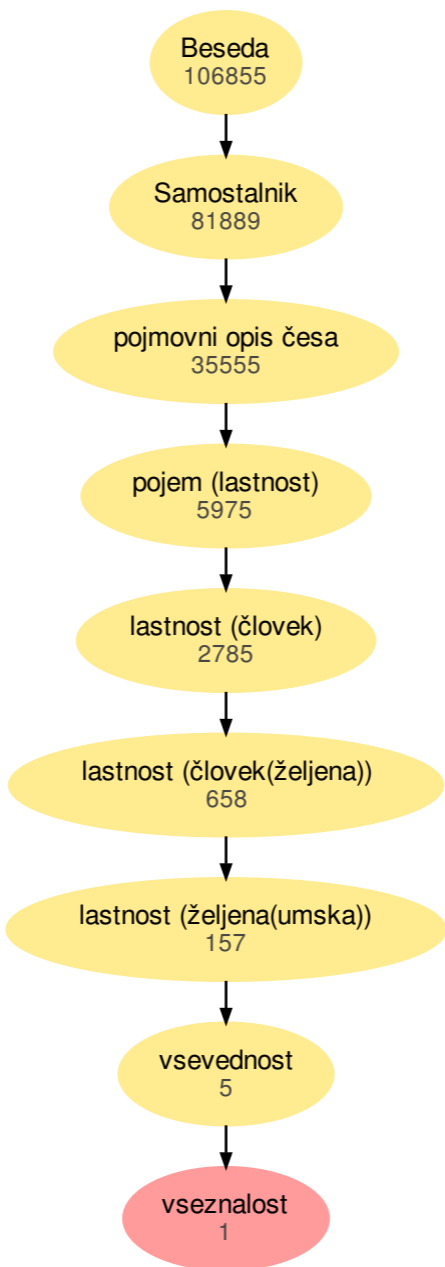 Beseda
106855
Samostalnik
81889
pojmovni opis česa
35555
pojem (lastnost)
5975
lastnost (človek)
2785
lastnost (človek(željena))
658
lastnost (željena(umska))
157
vsevednost
5
vseznalost
1